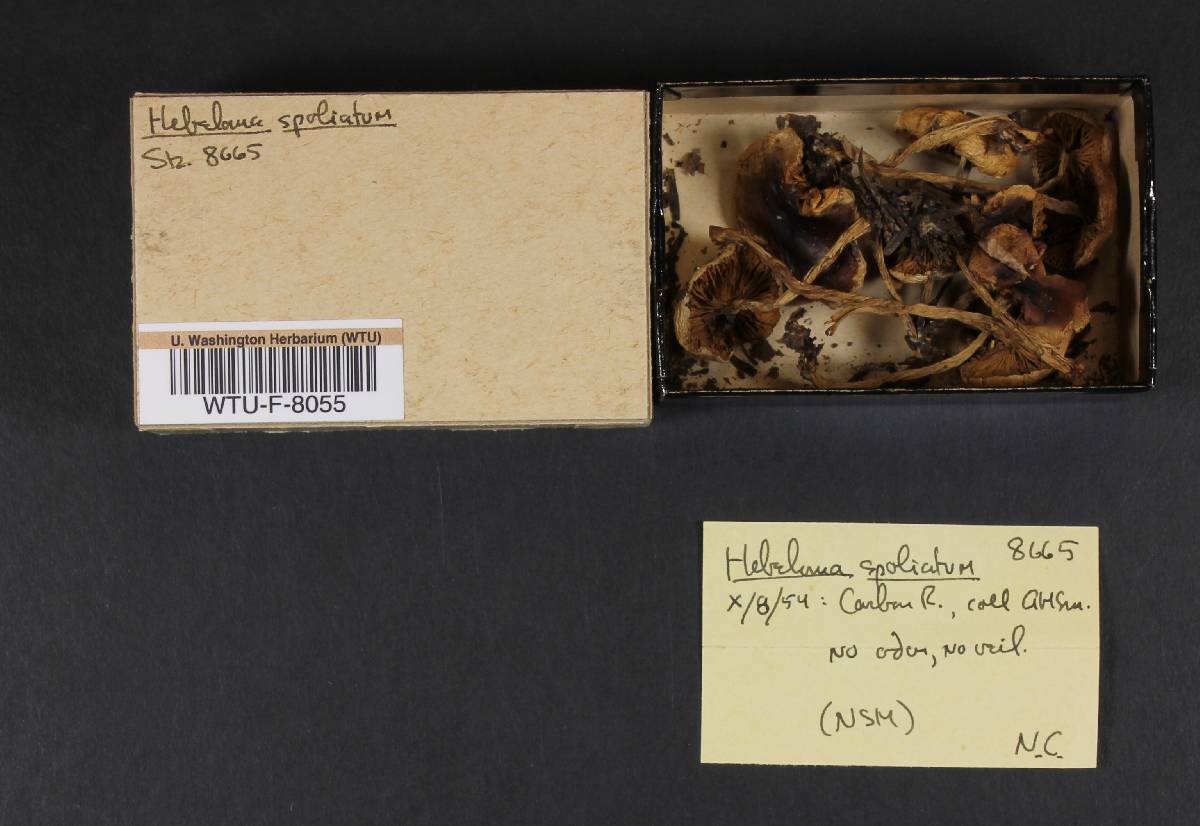 Hebeloma spoliatum
Stz. 8665
U. Washington Herbarium (WTU)
WTU-F-8055
Hebeloma spoliatum 8665
X/8/54: Carbon R., coll AHSm.
no odor, no veil.
(NSM)
N.C.